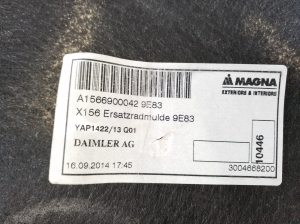 MAGNA
EXTERIORS & INTERIORS
A1566900042 9E83
X156 Ersatzradmulde 9E83
YAP1422/13 Q01
DAIMLER AG
10446
16.09.2014 17:45
3004668200